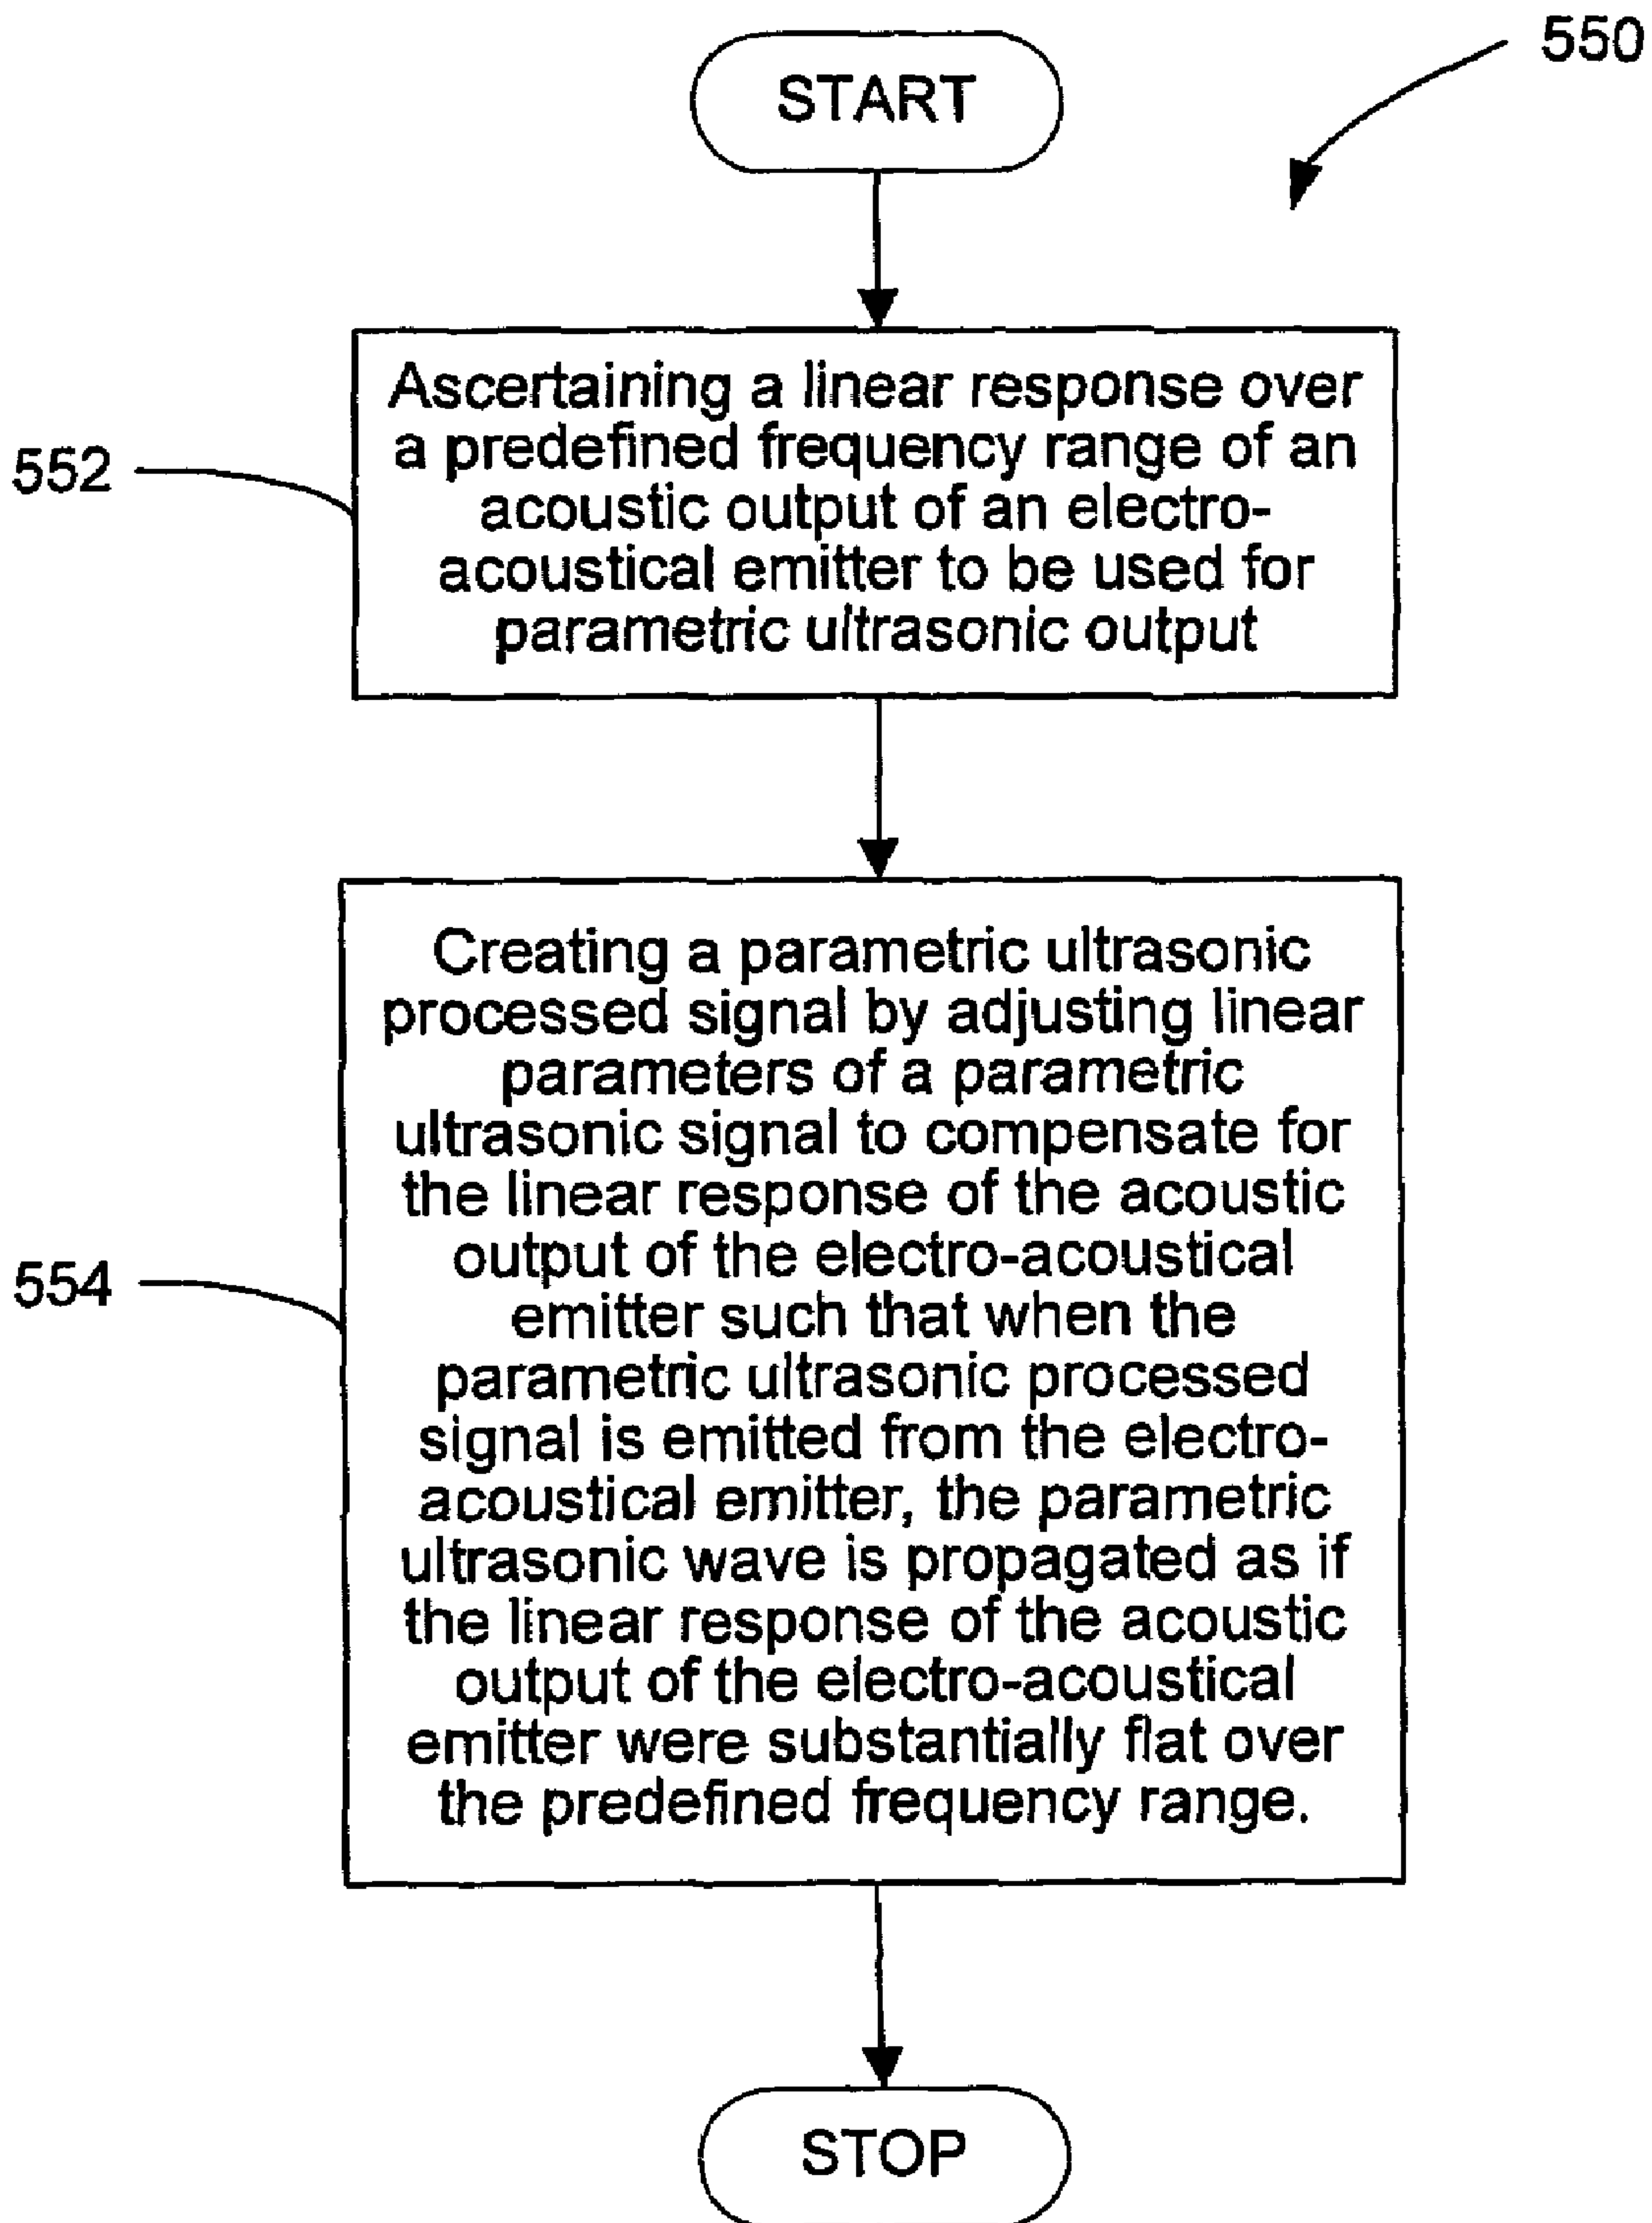 550
START
552
Ascertaining a linear response over
a predefined frequency range of an
acoustic output of an electro-
acoustical emitter to be used for
parametric ultrasonic output
554
Creating a parametric ultrasonic
processed signal by adjusting linear
parameters of a parametric
ultrasonic signal to compensate for
the linear response of the acoustic
output of the electro-acoustical
emitter such that when the
parametric ultrasonic processed
signal is emitted from the electro-
acoustical emitter, the parametric
ultrasonic wave is propagated as if
the linear response of the acoustic
output of the electro-acoustical
emitter were substantially flat over
the predefined frequency range.
STOP